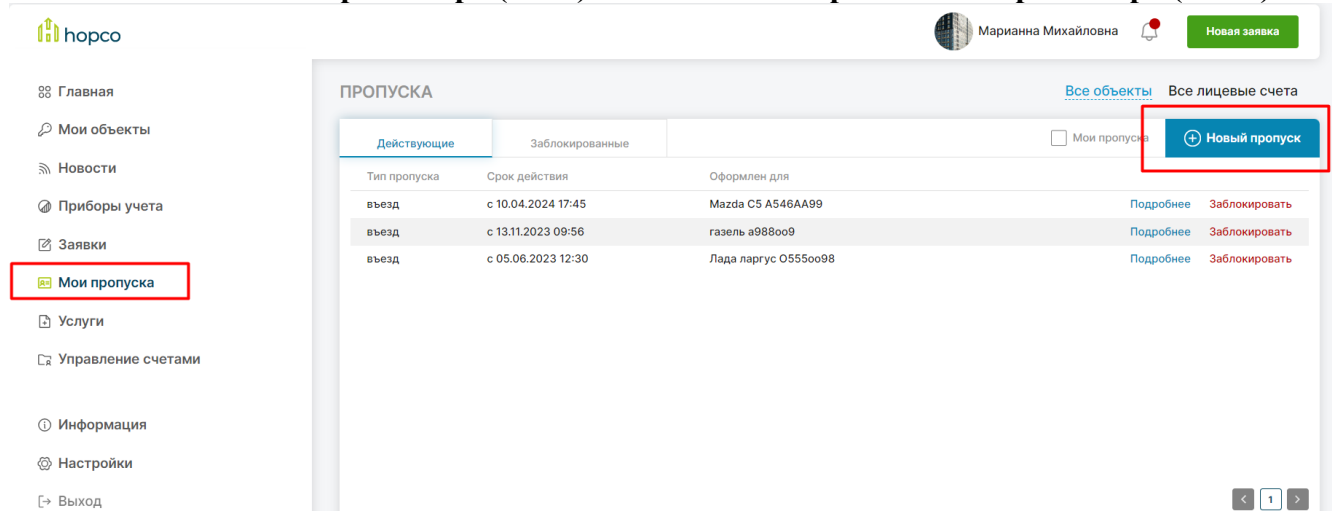 hopco
Марианна Михайловна
Новая заявка
Главная
Мои объекты
Новости
Приборы учета
Заявки
Мои пропуска
Услуги
Управление счетами
Информация
Настройки
Выход
ПРОПУСКА
Все объекты Все лицевые счета
Действующие Заблокированные Мои пропуска Новый пропуск
Тип пропуска Срок действия Оформлен для
въезд с 10.04.2024 17:45 Mazda C5 A546AA99 Подробнее Заблокировать
въезд с 13.11.2023 09:56 газель а988оо9 Подробнее Заблокировать
въезд с 05.06.2023 12:30 Лада ларгус О555оо98 Подробнее Заблокировать
1